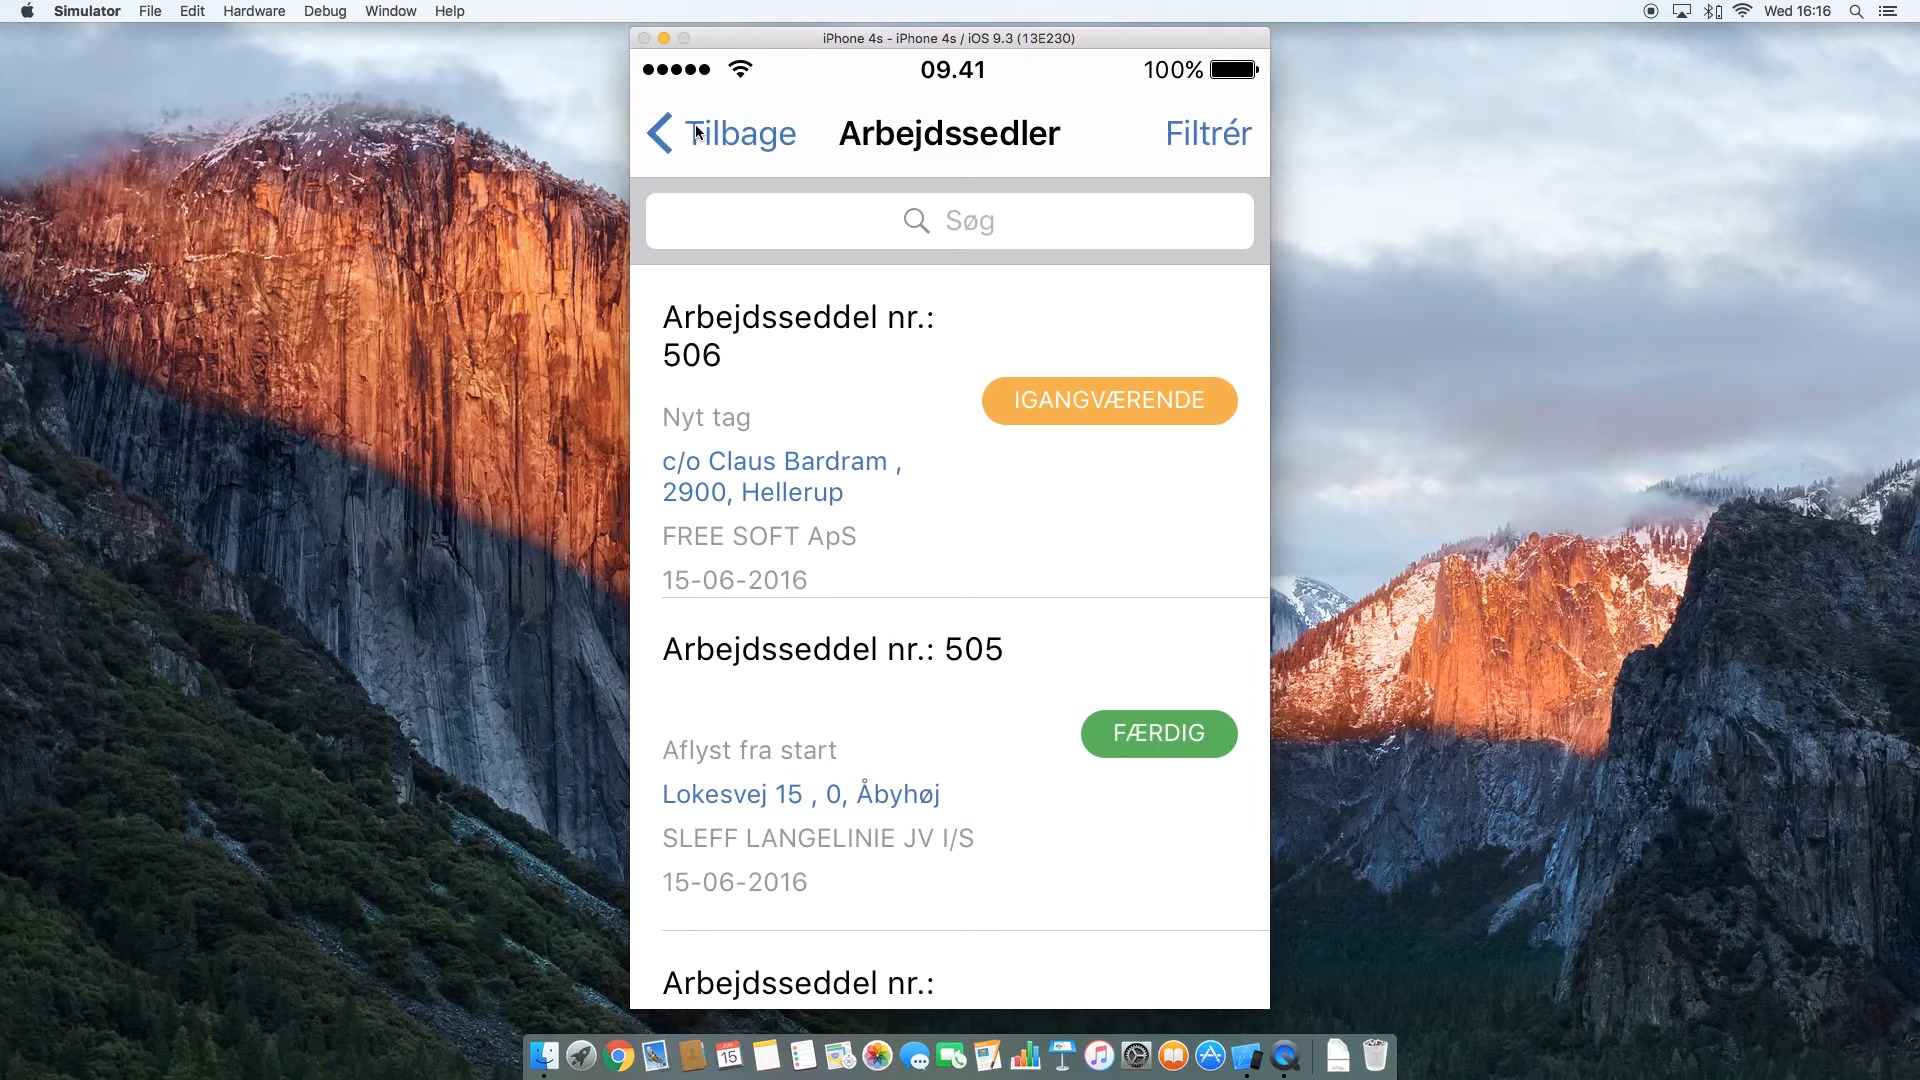 Simulator File Edit Hardware Debug Window Help
Wed 16:16
iPhone 4s - iPhone 4s / iOS 9.3 (13E230)
09.41 100%
Tilbage Arbejdssedler Filtrér
Søg
Arbejdsseddel nr.:
506
IGANGVÆRENDE
Nyt tag
c/o Claus Bardram ,
2900, Hellerup
FREE SOFT ApS
15-06-2016
Arbejdsseddel nr.: 505
FÆRDIG
Aflyst fra start
Lokesvej 15 , 0, Åbyhøj
SLEFF LANGELINIE JV I/S
15-06-2016
Arbejdsseddel nr.:
JUN
15